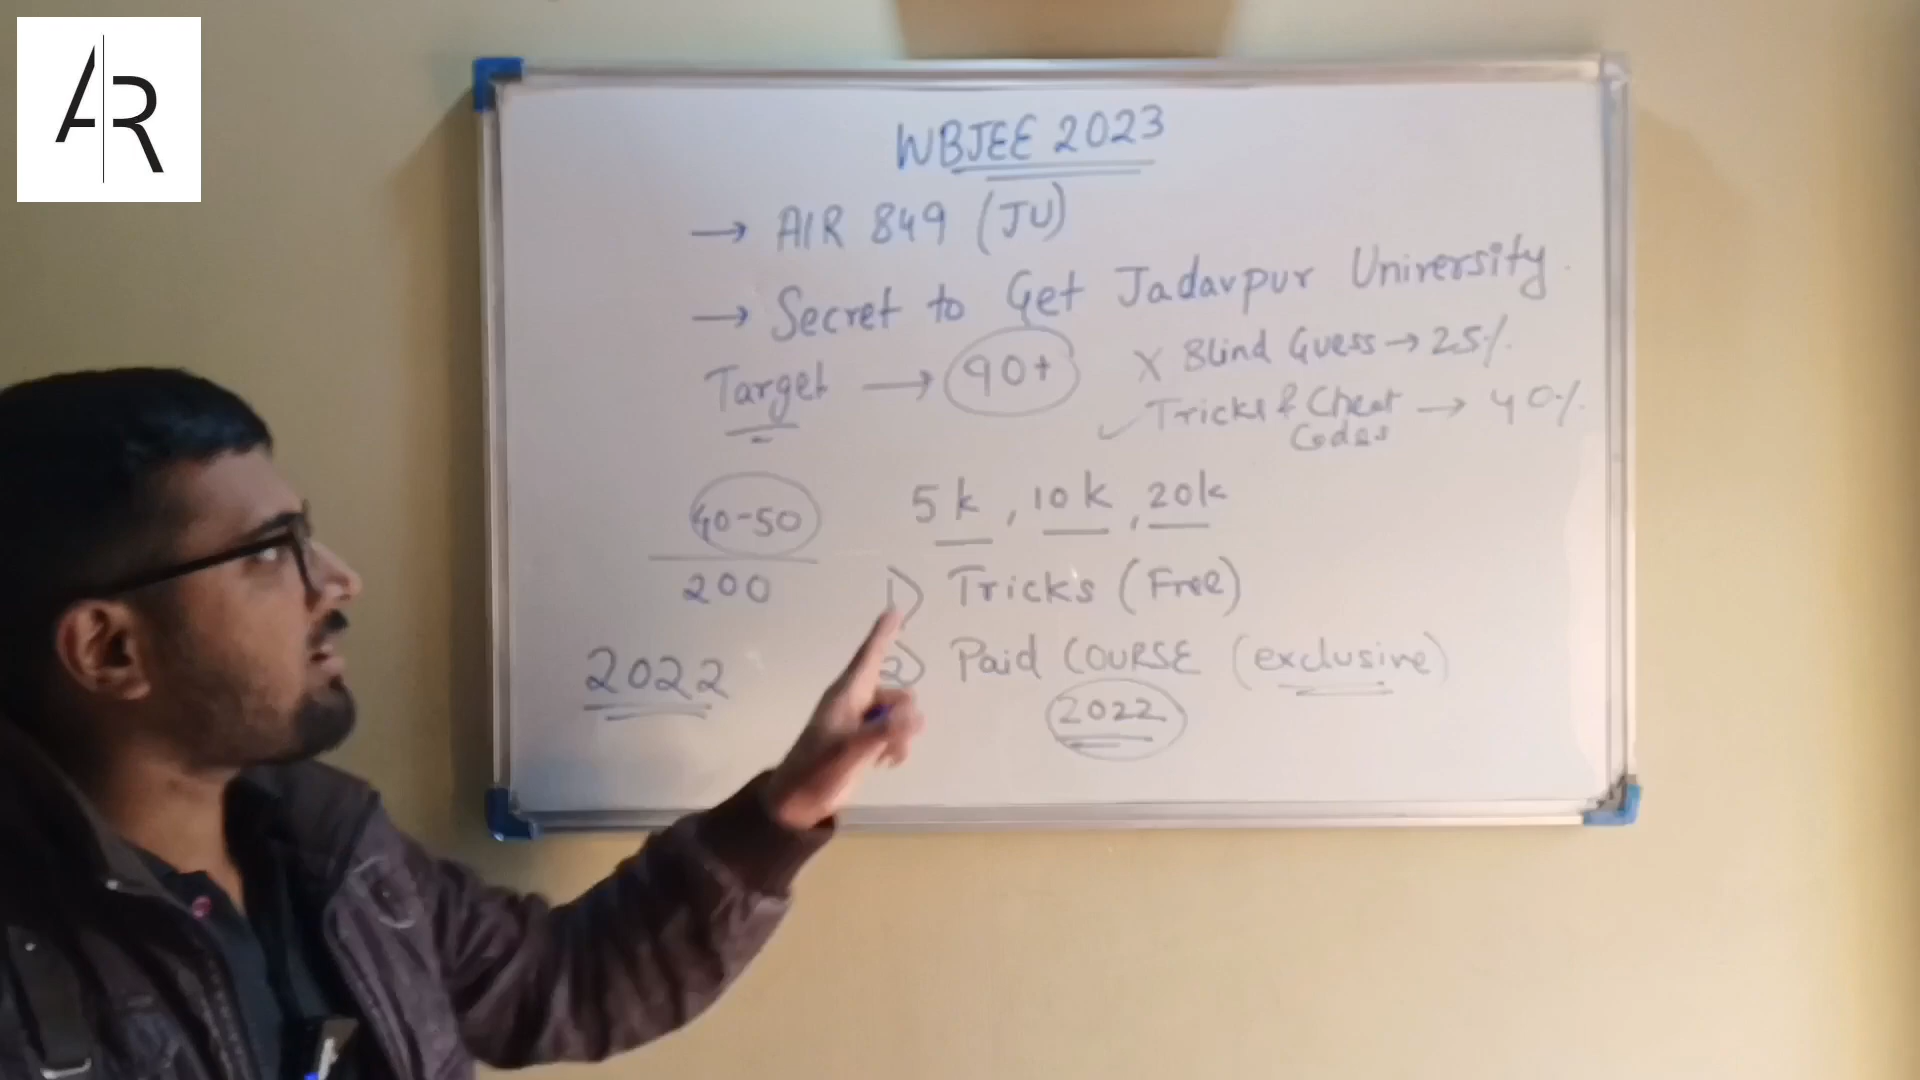 AR
WBJEE 2023
→ AIR 849 (JU)
→ Secret to Get Jadavpur University.
Target → 90+
X Blind Guess → 25%.
✓ Tricks & Cheat Codes → 40%.
40-50
200
5k, 10k, 20k
1) Tricks (Free)
2) Paid COURSE (exclusive)
2022
2022